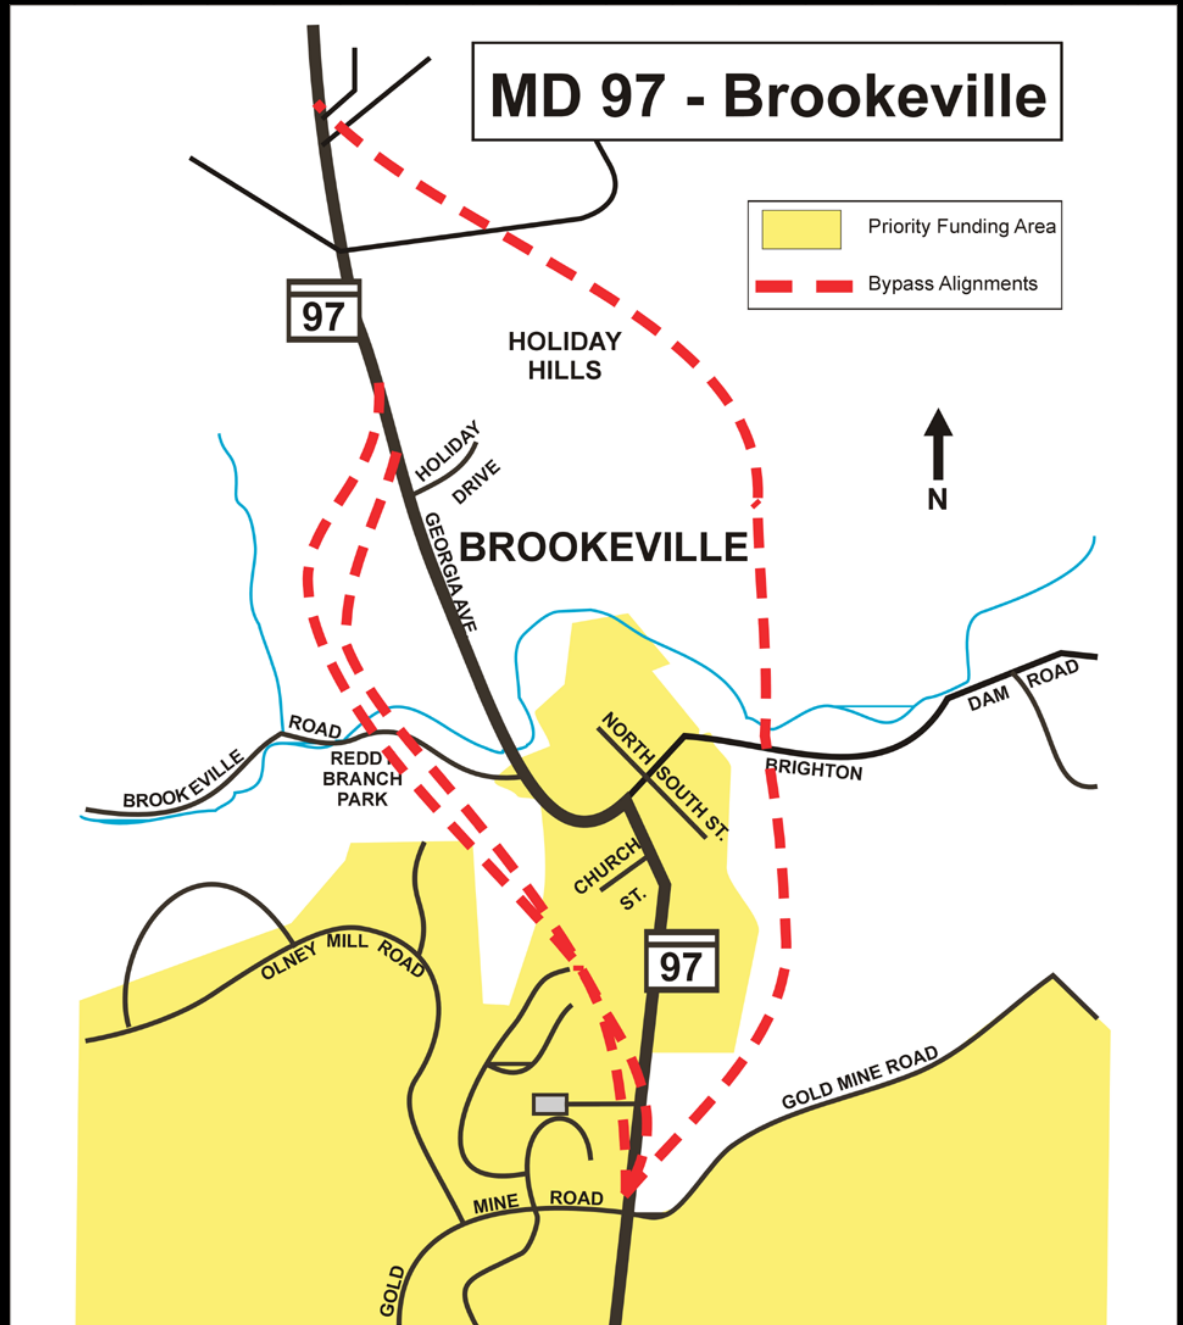 MD 97 - Brookeville
Priority Funding Area
Bypass Alignments
97
HOLIDAY
HILLS
HOLIDAY
DRIVE
N
GEORGIA AVE.
BROOKEVILLE
DAM ROAD
NORTH
SOUTH ST.
BROOKEVILLE ROAD
REDDY
BRANCH
PARK
BRIGHTON
CHURCH
ST.
OLNEY MILL ROAD
97
GOLD MINE ROAD
GOLD MINE ROAD